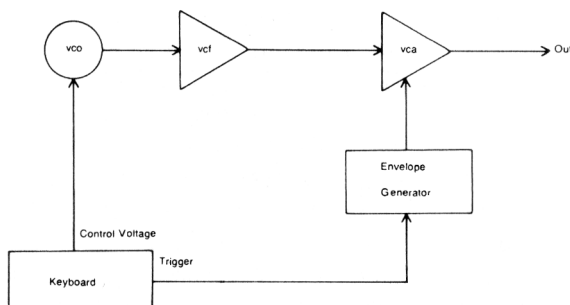 vco
vcf
vca
Out
Envelope
Generator
Control Voltage
Trigger
Keyboard